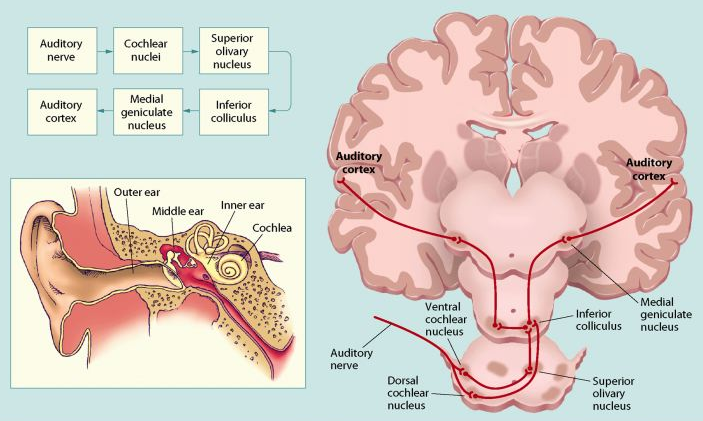 Auditory
nerve
Cochlear
nuclei
Superior
olivary
nucleus
Auditory
cortex
Medial
geniculate
nucleus
Inferior
colliculus
Outer ear
Middle ear
Inner ear
Cochlea
Auditory
cortex
Auditory
cortex
Ventral
cochlear
nucleus
Inferior
colliculus
Medial
geniculate
nucleus
Auditory
nerve
Dorsal
cochlear
nucleus
Superior
olivary
nucleus